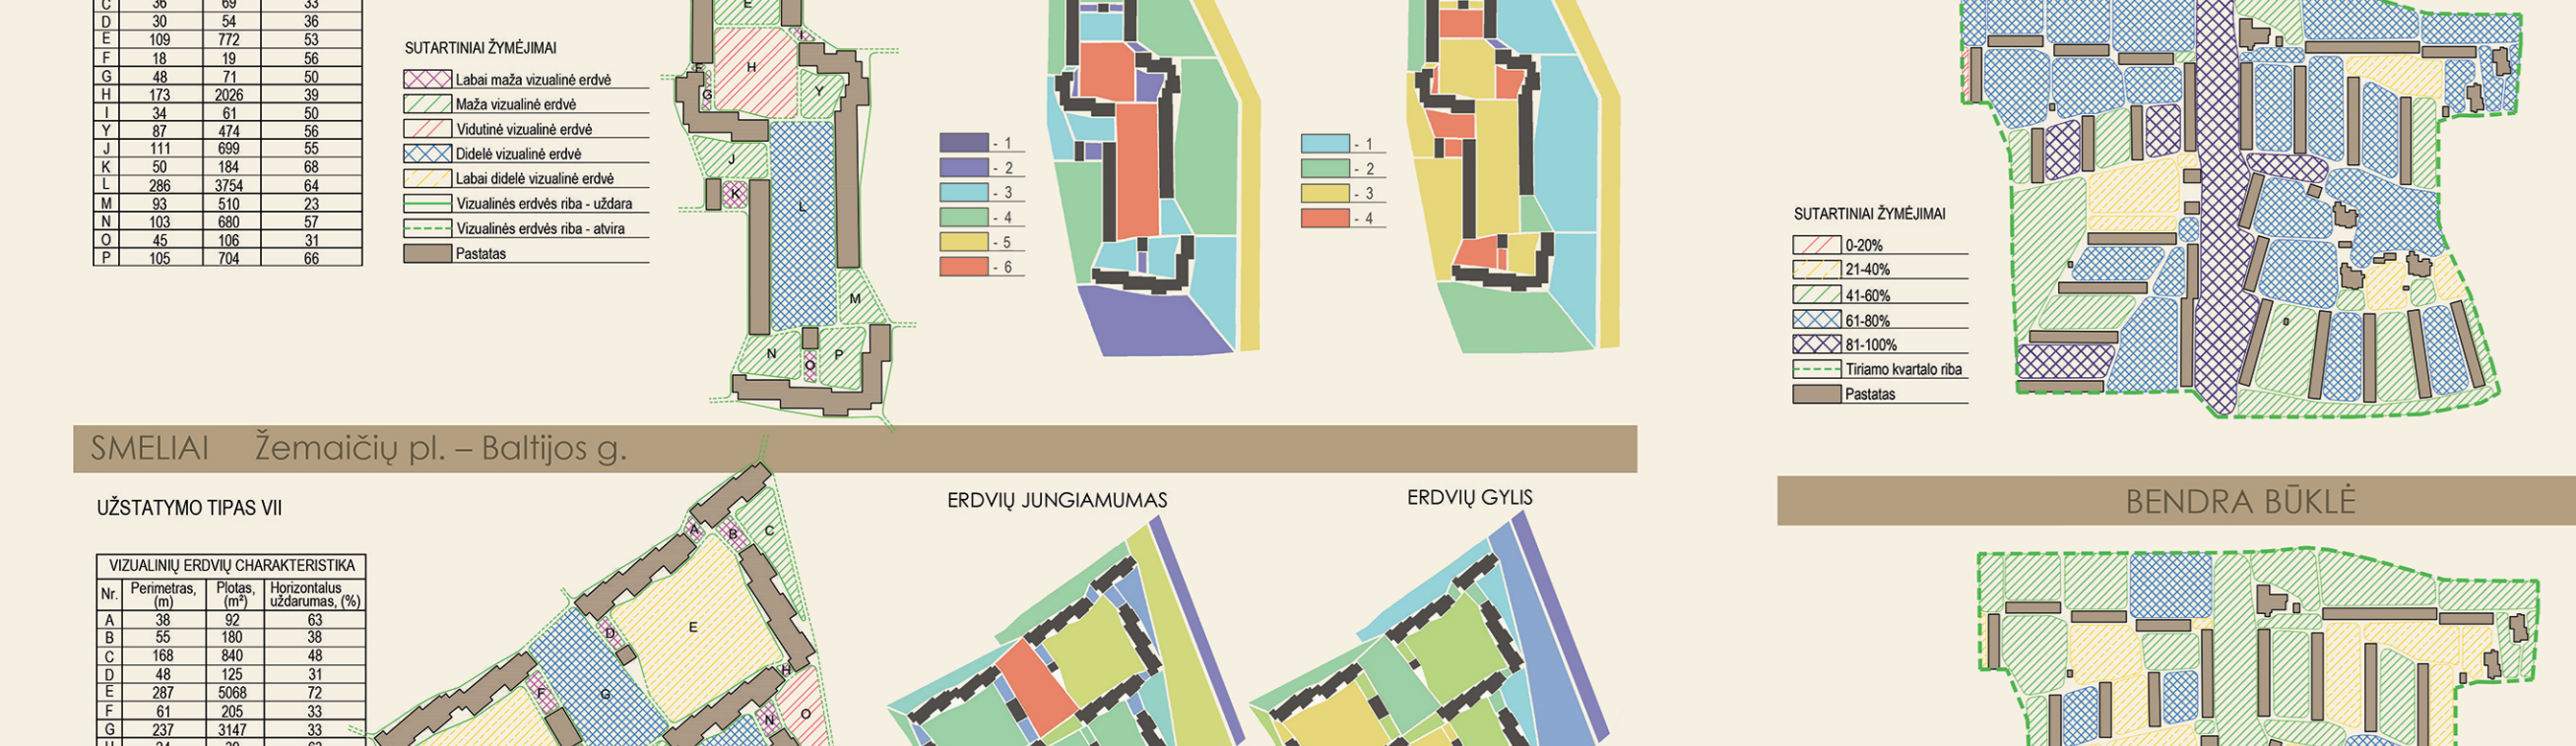 C 36 69 33
D 30 54 36
E 109 772 53
F 18 19 56
G 48 71 50
H 173 2026 39
I 34 61 50
Y 87 474 56
J 111 699 55
K 50 184 68
L 286 3754 64
M 93 510 23
N 103 680 57
O 45 106 31
P 105 704 66
SUTARTINIAI ŽYMĖJIMAI
Labai maža vizualinė erdvė
Maža vizualinė erdvė
Vidutinė vizualinė erdvė
Didelė vizualinė erdvė
Labai didelė vizualinė erdvė
Vizualinės erdvės riba - uždara
Vizualinės erdvės riba - atvira
Pastatas
E
I
H
F
G
Y
J
K
L
M
N
O
P
- 1
- 2
- 3
- 4
- 5
- 6
- 1
- 2
- 3
- 4
SUTARTINIAI ŽYMĖJIMAI
0-20%
21-40%
41-60%
61-80%
81-100%
Tiriamo kvartalo riba
Pastatas
SMELIAI Žemaičių pl. – Baltijos g.
UŽSTATYMO TIPAS VII
VIZUALINIŲ ERDVIŲ CHARAKTERISTIKA
Nr. Perimetras, (m) Plotas, (m²) Horizontalus uždarumas, (%)
A 38 92 63
B 55 180 38
C 168 840 48
D 48 125 31
E 287 5068 72
F 61 205 33
G 237 3147 33
A
B
C
D
E
F
G
H
N
O
ERDVIŲ JUNGIAMUMAS
ERDVIŲ GYLIS
BENDRA BŪKLĖ